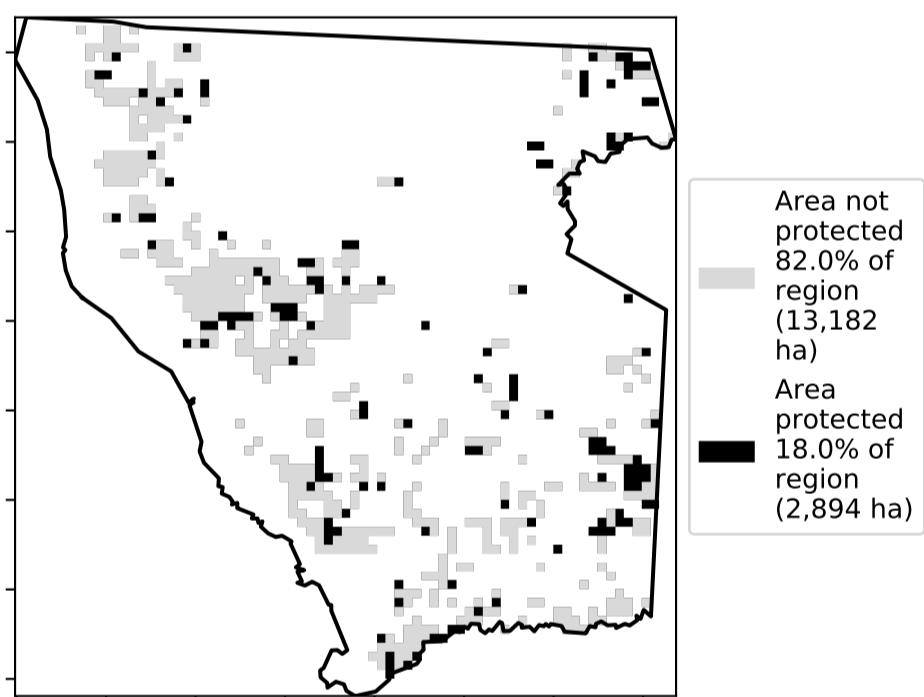 Area not
protected
82.0% of
region
(13,182
ha)
Area
protected
18.0% of
region
(2,894 ha)